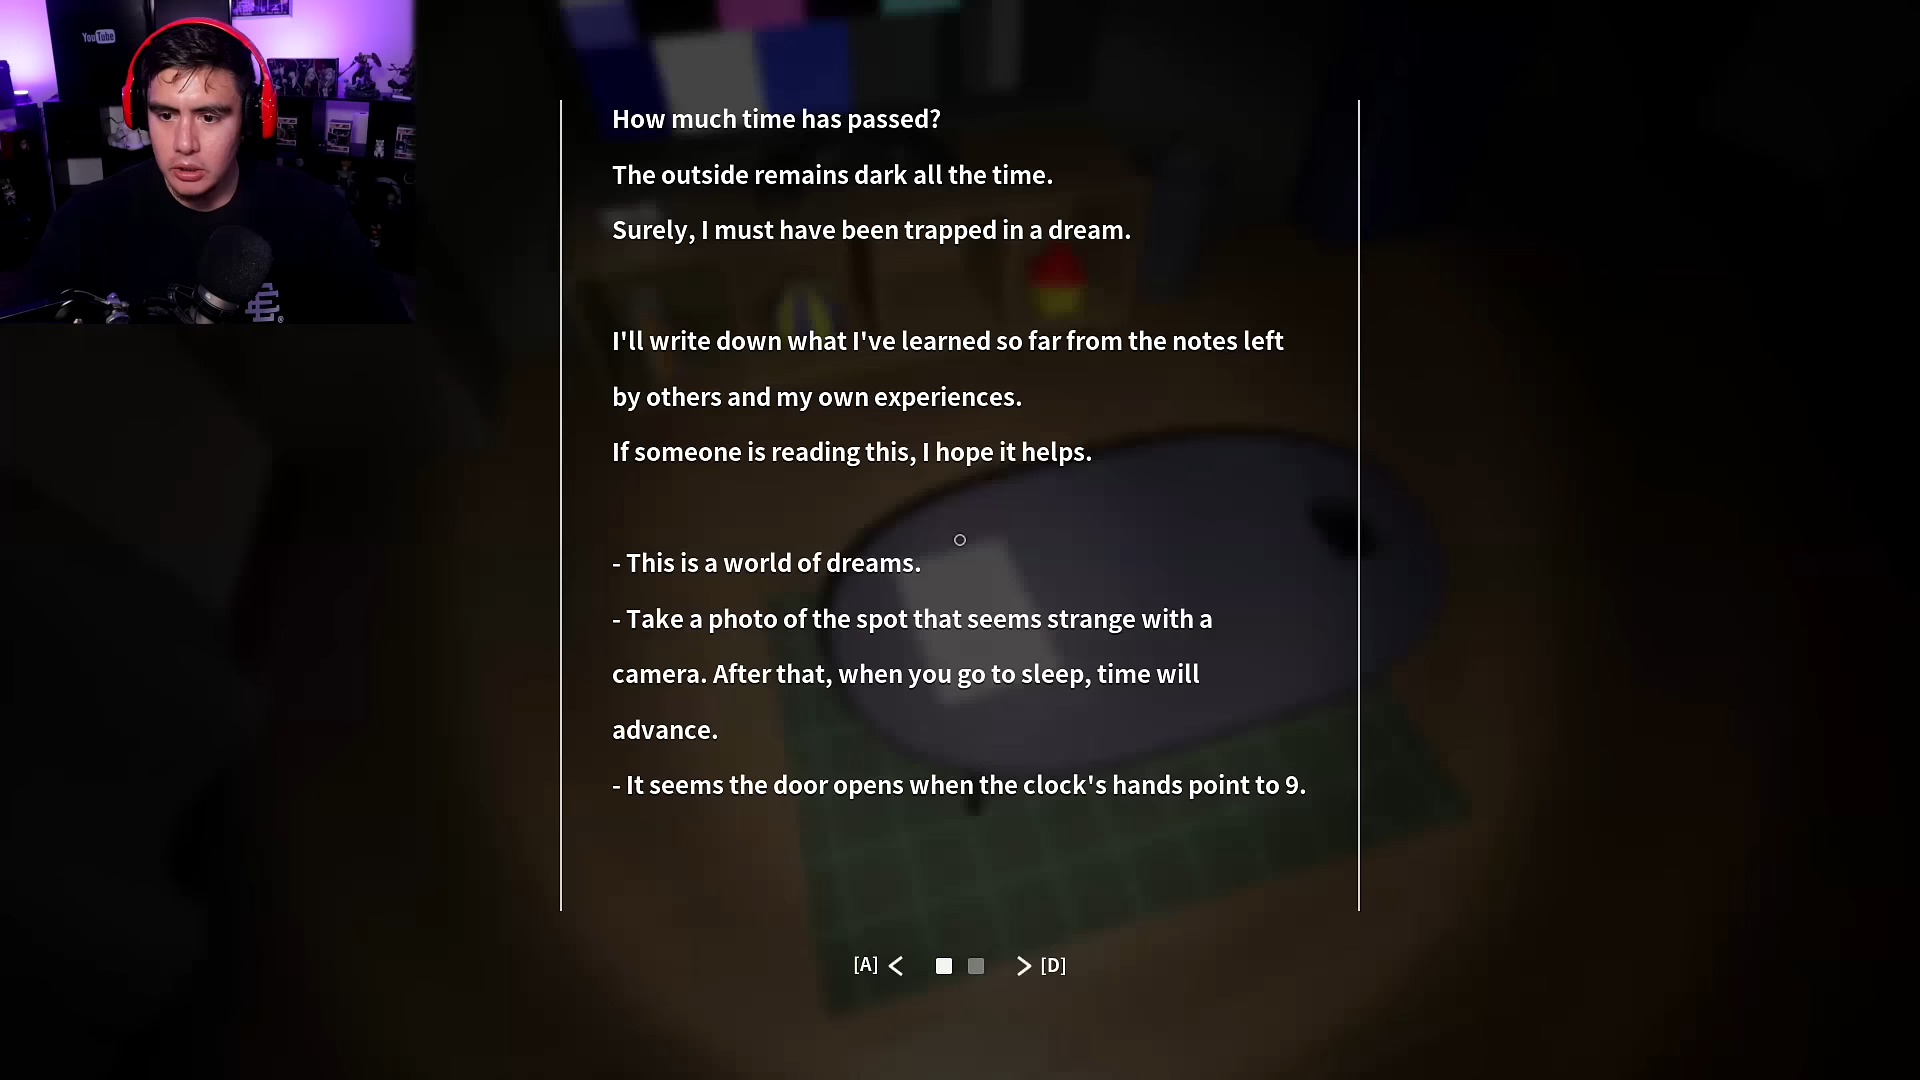 YouTube
How much time has passed?
The outside remains dark all the time.
Surely, I must have been trapped in a dream.
I'll write down what I've learned so far from the notes left
by others and my own experiences.
If someone is reading this, I hope it helps.
- This is a world of dreams.
- Take a photo of the spot that seems strange with a
camera. After that, when you go to sleep, time will
advance.
- It seems the door opens when the clock's hands point to 9.
[A] < > [D]